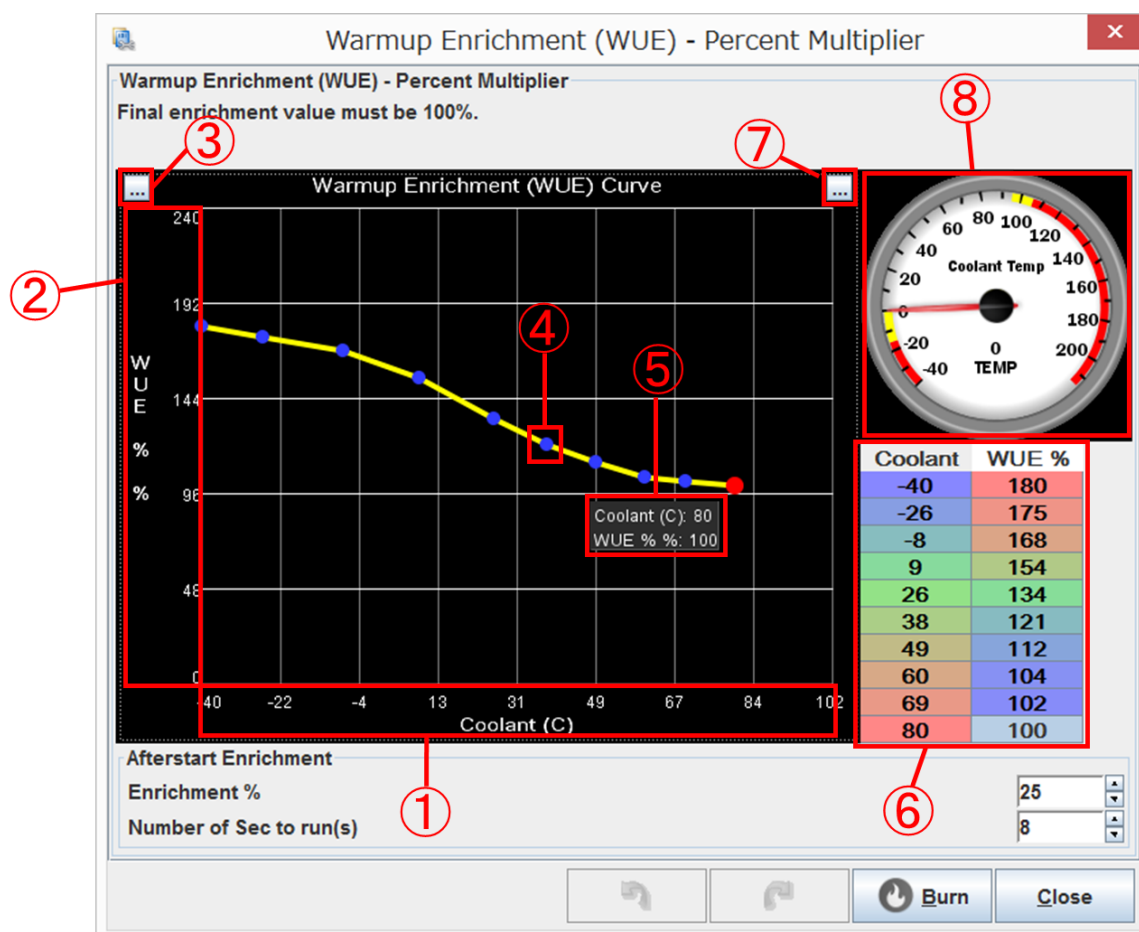 Warmup Enrichment (WUE) - Percent Multiplier
×
Warmup Enrichment (WUE) - Percent Multiplier
Final enrichment value must be 100%.
③
⑦
⑧
...
Warmup Enrichment (WUE) Curve
...
②
240
192
144
96
48
0
WUE % %
④
⑤
Coolant (C): 80
WUE % %: 100
-40 -22 -4 13 31 49 67 84 102
Coolant (C)
-40 -20 0 20 40 60 80 100 120 140 160 180 200
Coolant Temp
0
TEMP
Coolant WUE %
-40 180
-26 175
-8 168
9 154
26 134
38 121
49 112
60 104
69 102
80 100
①
⑥
Afterstart Enrichment
Enrichment % 25
Number of Sec to run(s) 8
Burn Close